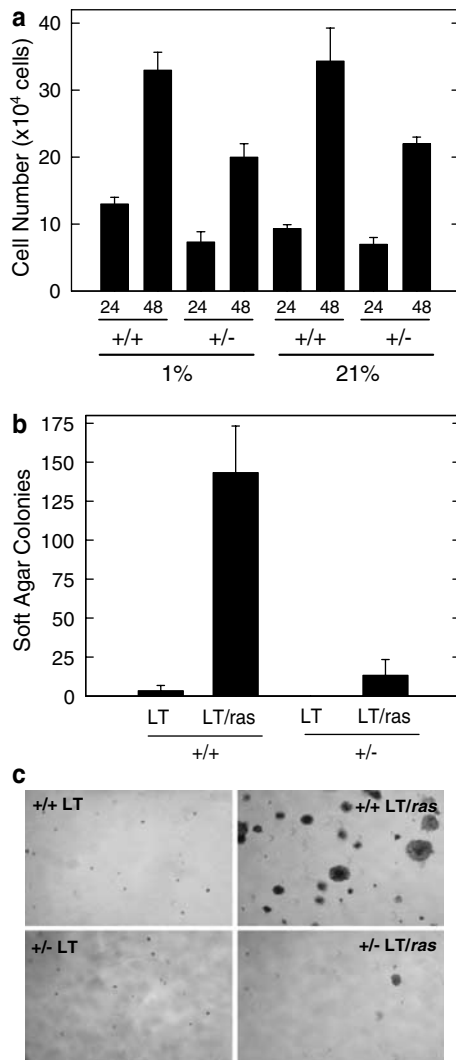 a
Cell Number (x10⁴ cells)
40
30
20
10
0
24 48 24 48 24 48 24 48
+/+ +/- +/+ +/-
1% 21%
b
Soft Agar Colonies
175
150
125
100
75
50
25
0
LT LT/ras LT LT/ras
+/+ +/-
c
+/+ LT +/+ LT/ras
+/- LT +/- LT/ras